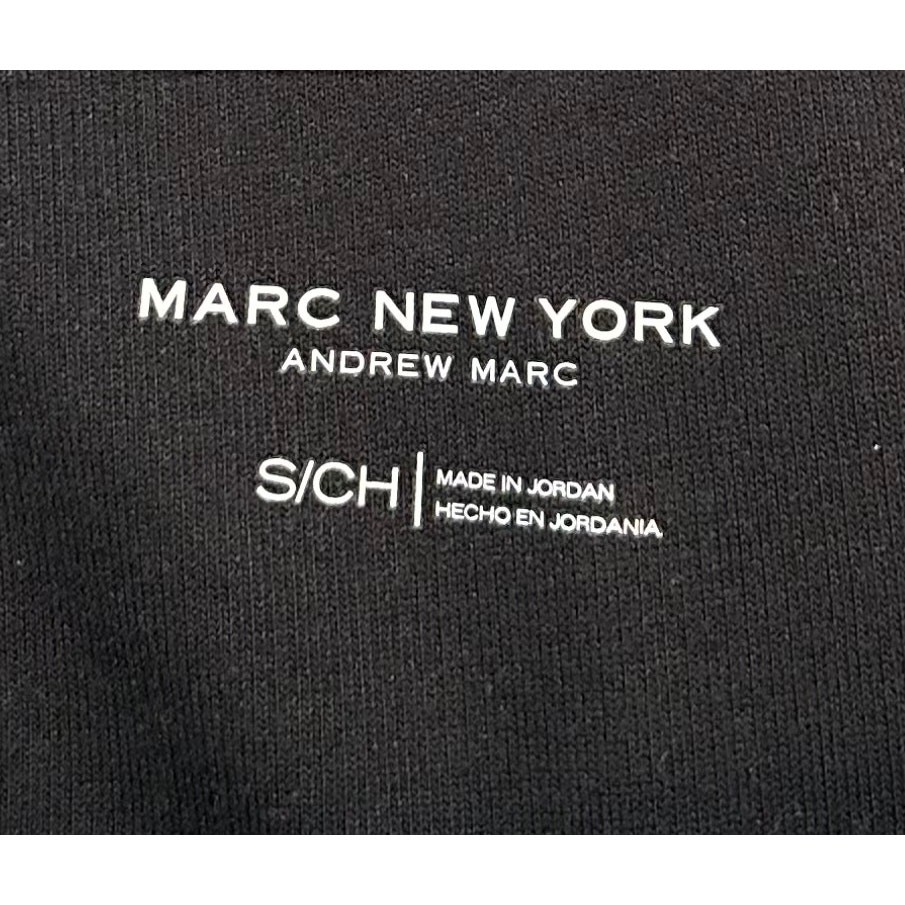 MARC NEW YORK
ANDREW MARC
S/CH
MADE IN JORDAN
HECHO EN JORDANIA